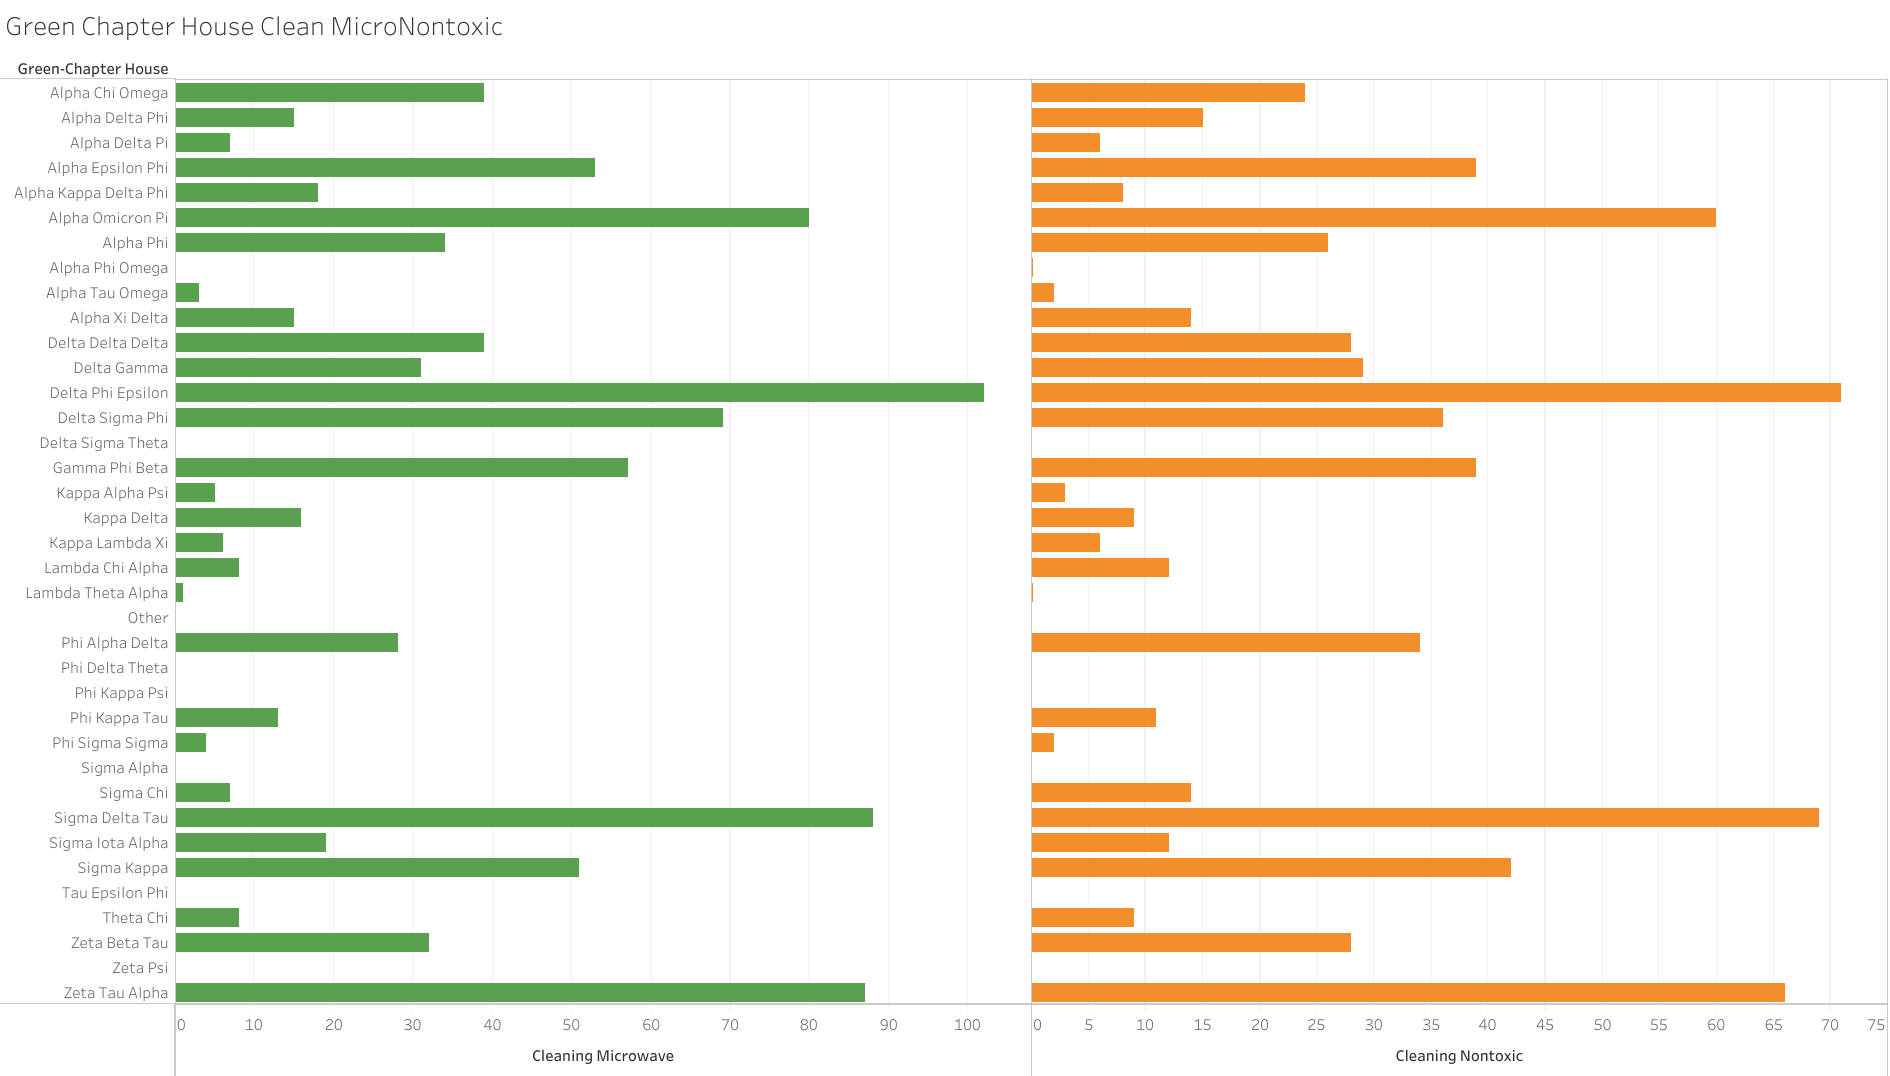 Green Chapter House Clean MicroNontoxic
Green-Chapter House
Alpha Chi Omega
Alpha Delta Phi
Alpha Delta Pi
Alpha Epsilon Phi
Alpha Kappa Delta Phi
Alpha Omicron Pi
Alpha Phi
Alpha Phi Omega
Alpha Tau Omega
Alpha Xi Delta
Delta Delta Delta
Delta Gamma
Delta Phi Epsilon
Delta Sigma Phi
Delta Sigma Theta
Gamma Phi Beta
Kappa Alpha Psi
Kappa Delta
Kappa Lambda Xi
Lambda Chi Alpha
Lambda Theta Alpha
Other
Phi Alpha Delta
Phi Delta Theta
Phi Kappa Psi
Phi Kappa Tau
Phi Sigma Sigma
Sigma Alpha
Sigma Chi
Sigma Delta Tau
Sigma Iota Alpha
Sigma Kappa
Tau Epsilon Phi
Theta Chi
Zeta Beta Tau
Zeta Psi
Zeta Tau Alpha
0 10 20 30 40 50 60 70 80 90 100 0 5 10 15 20 25 30 35 40 45 50 55 60 65 70 75
Cleaning Microwave Cleaning Nontoxic